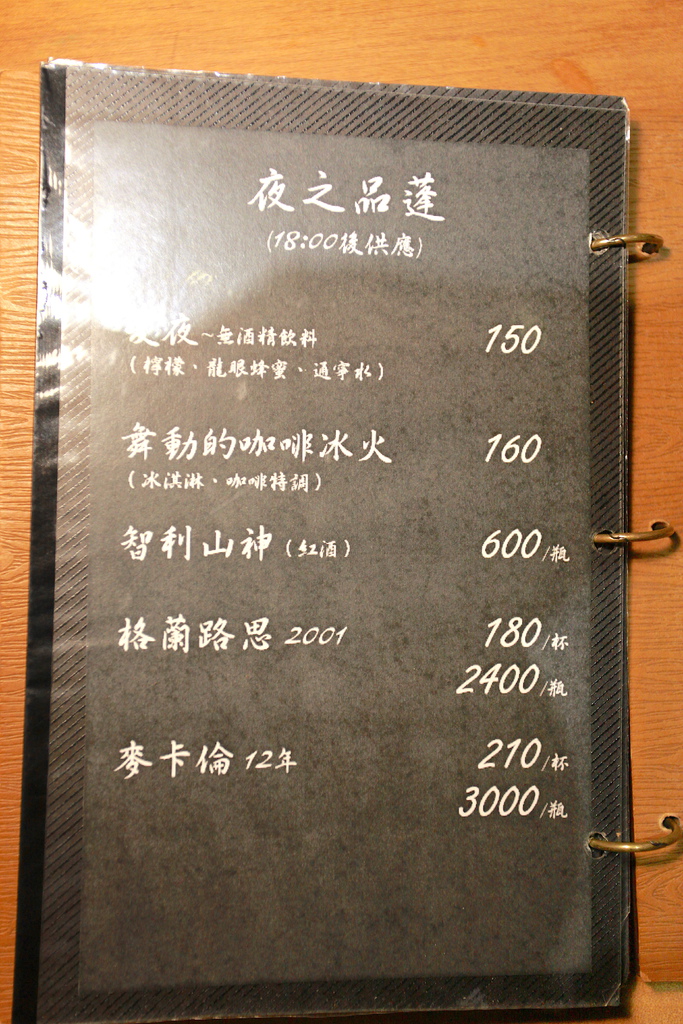 夜之品蓬
(18:00後供應)
夜~無酒精飲料 150
(檸檬、龍眼蜂蜜、通寧水)
舞動的咖啡冰火 160
(冰淇淋、咖啡特調)
智利山神(紅酒) 600/瓶
格蘭路思 2001 180/杯
2400/瓶
麥卡倫 12年 210/杯
3000/瓶